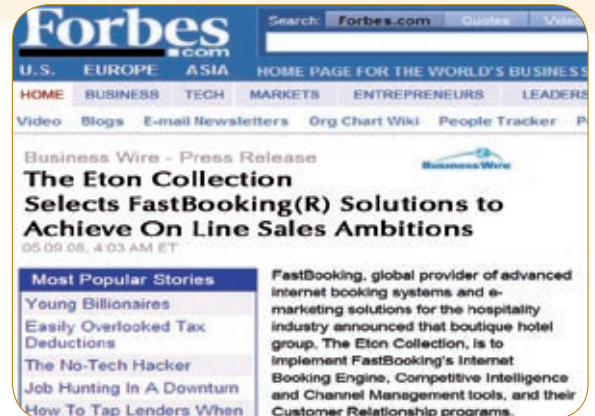 Forbes
.com
Search: Forbes.com Quotes Video
U.S. EUROPE ASIA HOME PAGE FOR THE WORLD'S BUSINESS
HOME BUSINESS TECH MARKETS ENTREPRENEURS LEADERS
Video Blogs E-mail Newsletters Org Chart Wiki People Tracker P
Business Wire - Press Release
Business Wire
The Eton Collection
Selects FastBooking(R) Solutions to
Achieve On Line Sales Ambitions
05.09.08, 4:03 AM ET
Most Popular Stories
Young Billionaires
Easily Overlooked Tax
Deductions
The No-Tech Hacker
Job Hunting In A Downturn
How To Tap Lenders When
FastBooking, global provider of advanced
internet booking systems and e-
marketing solutions for the hospitality
industry announced that boutique hotel
group, The Eton Collection, is to
implement FastBooking's Internet
Booking Engine, Competitive Intelligence
and Channel Management tools, and their
Customer Relationship programs.